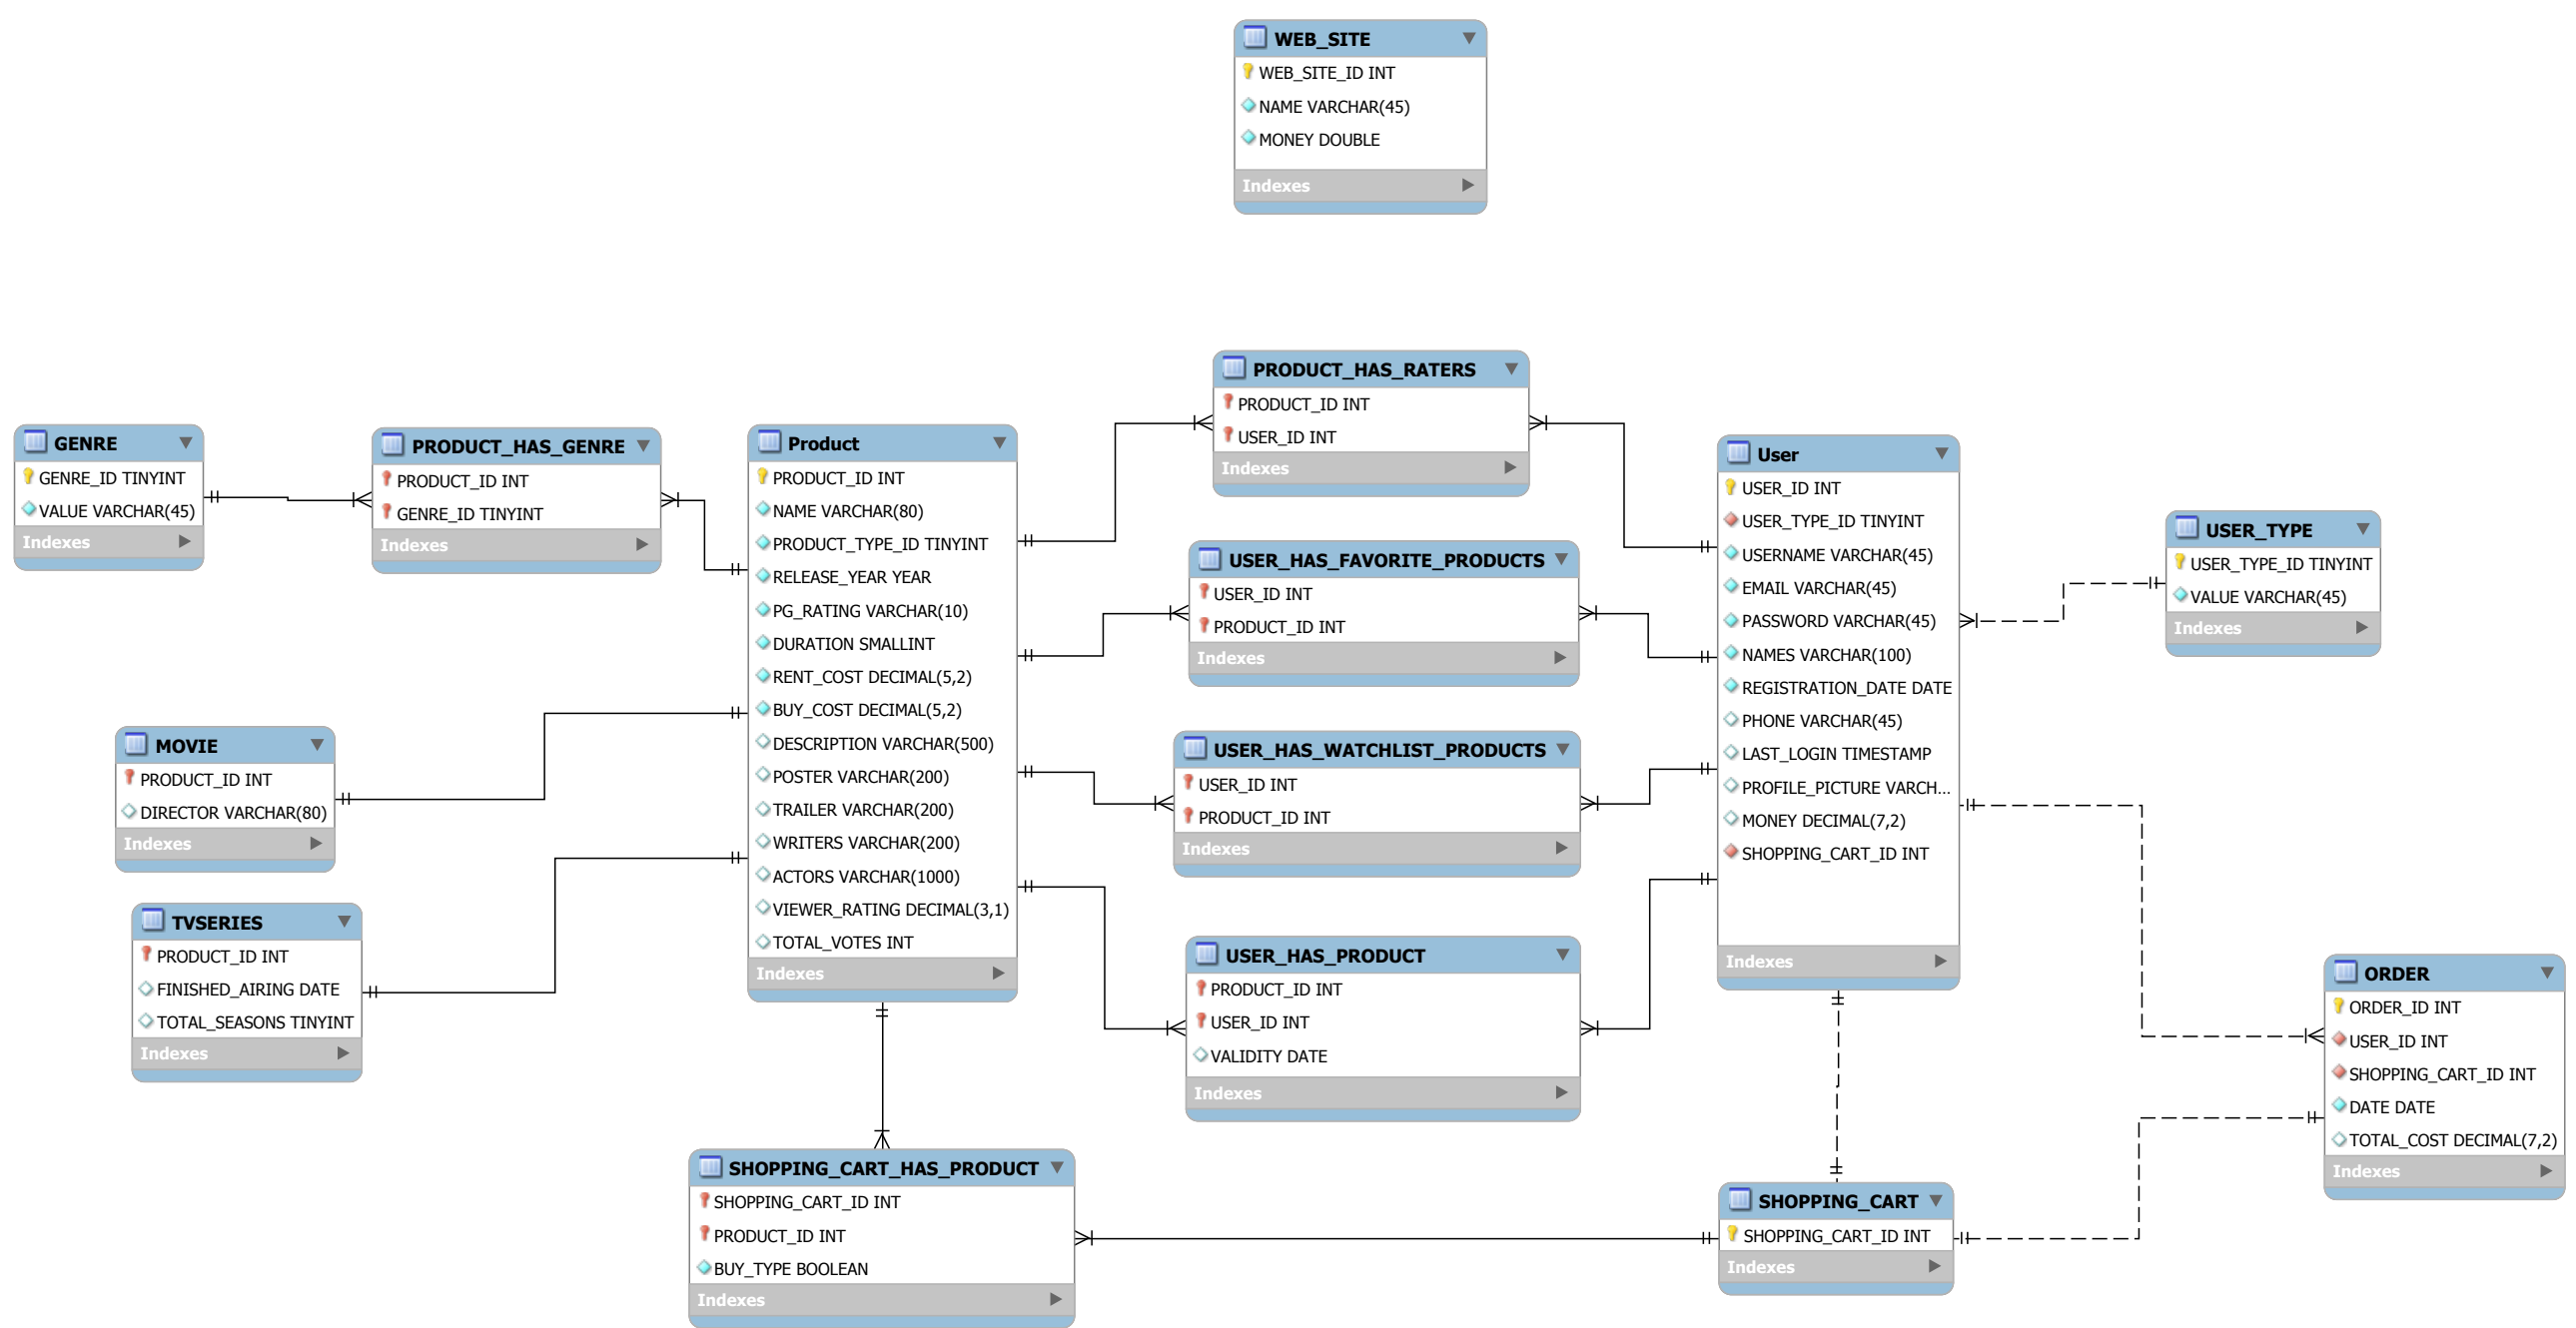 WEB_SITE
WEB_SITE_ID INT
NAME VARCHAR(45)
MONEY DOUBLE
Indexes
GENRE
GENRE_ID TINYINT
VALUE VARCHAR(45)
Indexes
PRODUCT_HAS_GENRE
PRODUCT_ID INT
GENRE_ID TINYINT
Indexes
Product
PRODUCT_ID INT
NAME VARCHAR(80)
PRODUCT_TYPE_ID TINYINT
RELEASE_YEAR YEAR
PG_RATING VARCHAR(10)
DURATION SMALLINT
RENT_COST DECIMAL(5,2)
BUY_COST DECIMAL(5,2)
DESCRIPTION VARCHAR(500)
POSTER VARCHAR(200)
TRAILER VARCHAR(200)
WRITERS VARCHAR(200)
ACTORS VARCHAR(1000)
VIEWER_RATING DECIMAL(3,1)
TOTAL_VOTES INT
Indexes
PRODUCT_HAS_RATERS
PRODUCT_ID INT
USER_ID INT
Indexes
USER_HAS_FAVORITE_PRODUCTS
USER_ID INT
PRODUCT_ID INT
Indexes
USER_HAS_WATCHLIST_PRODUCTS
USER_ID INT
PRODUCT_ID INT
Indexes
USER_HAS_PRODUCT
PRODUCT_ID INT
USER_ID INT
VALIDITY DATE
Indexes
User
USER_ID INT
USER_TYPE_ID TINYINT
USERNAME VARCHAR(45)
EMAIL VARCHAR(45)
PASSWORD VARCHAR(45)
NAMES VARCHAR(100)
REGISTRATION_DATE DATE
PHONE VARCHAR(45)
LAST_LOGIN TIMESTAMP
PROFILE_PICTURE VARCH...
MONEY DECIMAL(7,2)
SHOPPING_CART_ID INT
Indexes
USER_TYPE
USER_TYPE_ID TINYINT
VALUE VARCHAR(45)
Indexes
MOVIE
PRODUCT_ID INT
DIRECTOR VARCHAR(80)
Indexes
TVSERIES
PRODUCT_ID INT
FINISHED_AIRING DATE
TOTAL_SEASONS TINYINT
Indexes
ORDER
ORDER_ID INT
USER_ID INT
SHOPPING_CART_ID INT
DATE DATE
TOTAL_COST DECIMAL(7,2)
Indexes
SHOPPING_CART_HAS_PRODUCT
SHOPPING_CART_ID INT
PRODUCT_ID INT
BUY_TYPE BOOLEAN
Indexes
SHOPPING_CART
SHOPPING_CART_ID INT
Indexes